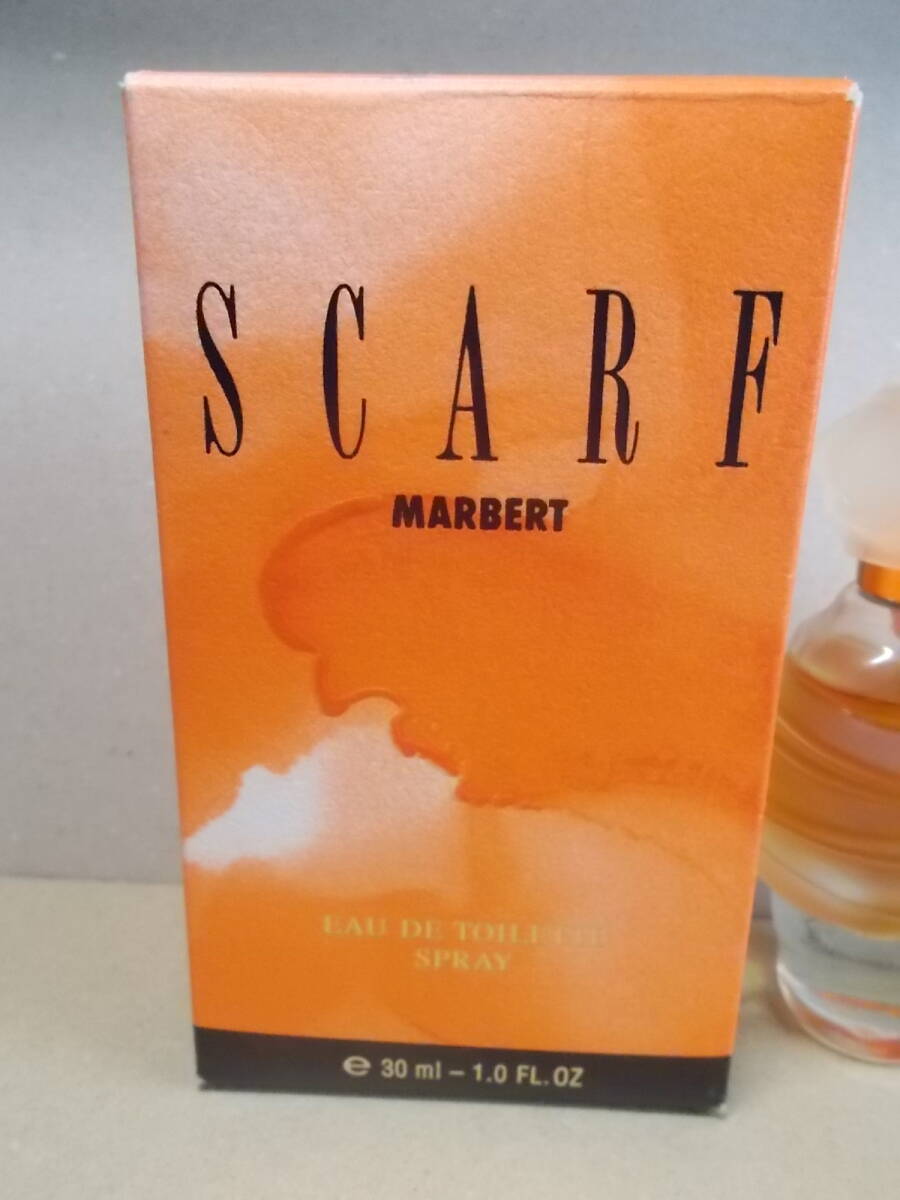 SCARF
MARBERT
EAU DE TOILETTE
SPRAY
℮ 30 ml – 1.0 FL. OZ